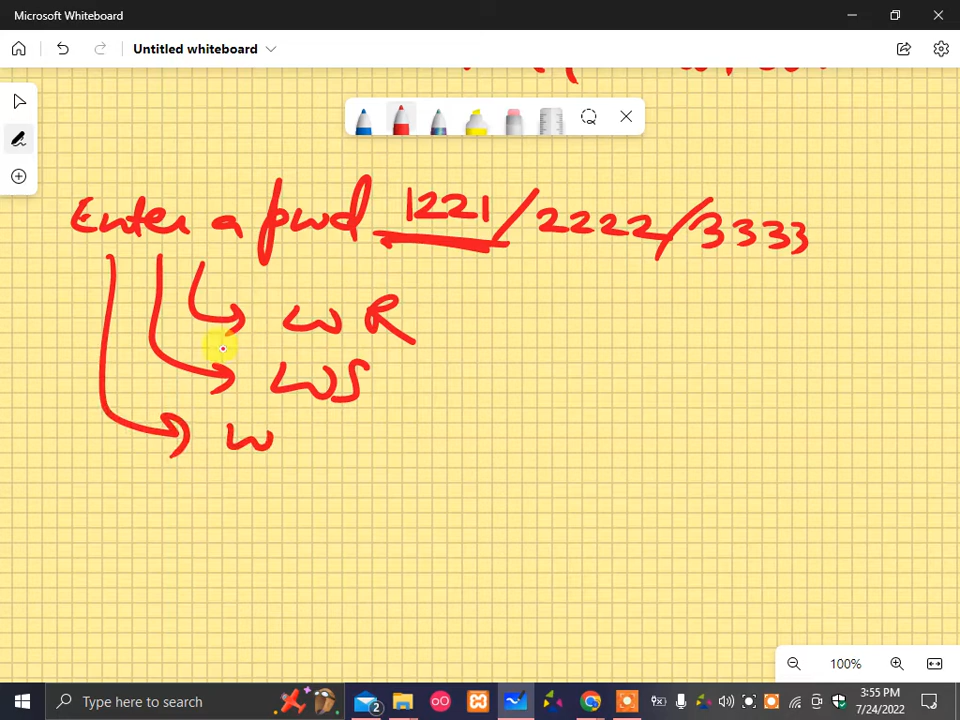 Microsoft Whiteboard
Untitled whiteboard
Enter a pwd 1221/2222/3333
W R
WS
W
100%
Type here to search
2
3:55 PM
7/24/2022